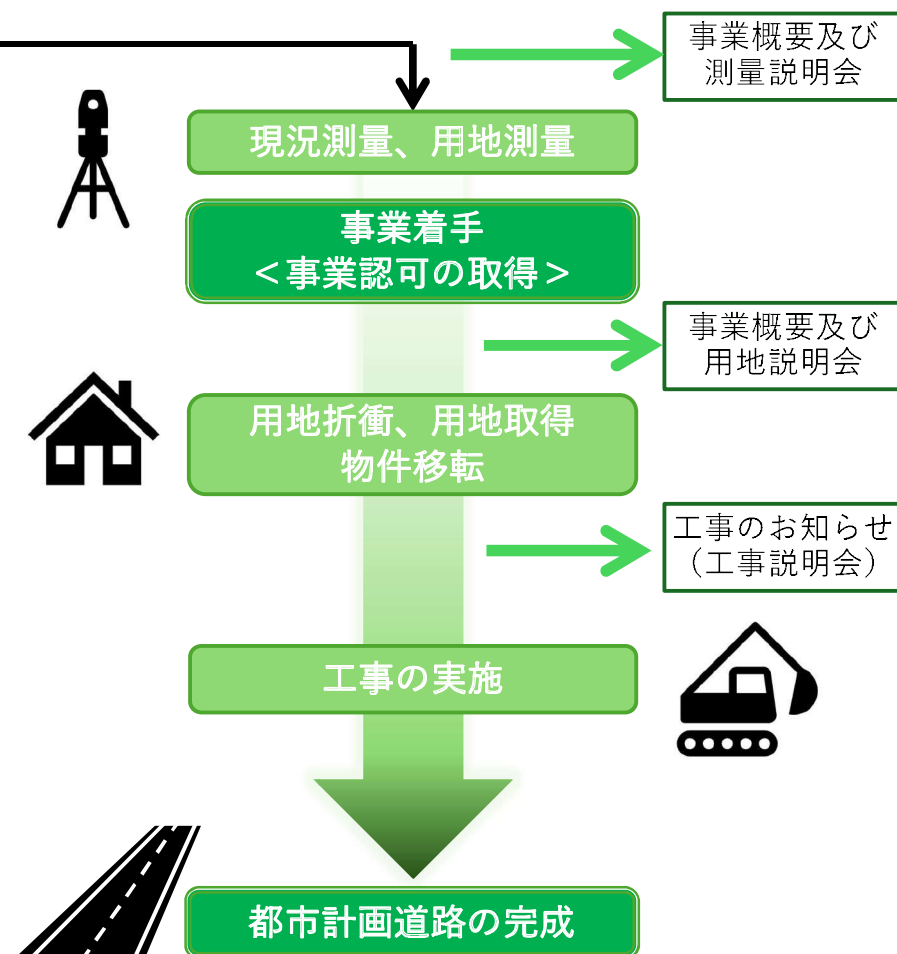 事業概要及び
測量説明会
現況測量、用地測量
事業着手
＜事業認可の取得＞
事業概要及び
用地説明会
用地折衝、用地取得
物件移転
工事のお知らせ
（工事説明会）
工事の実施
都市計画道路の完成